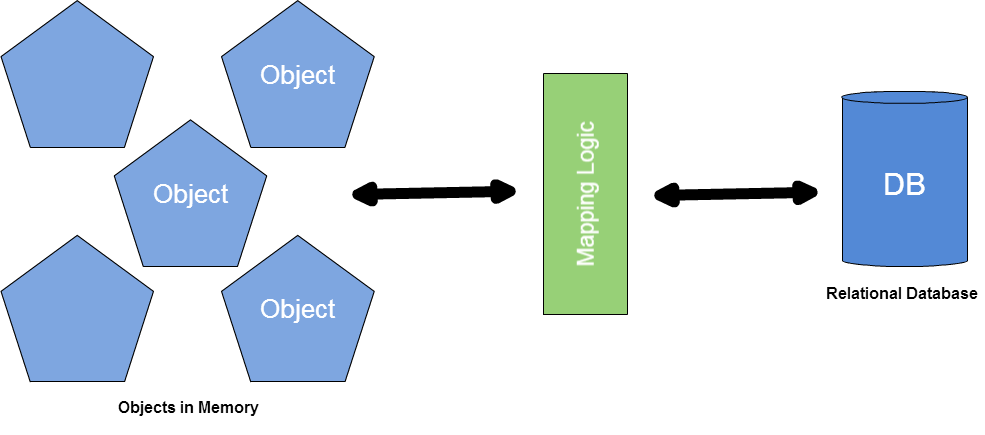 Object
Object
Object
Objects in Memory
Mapping Logic
DB
Relational Database